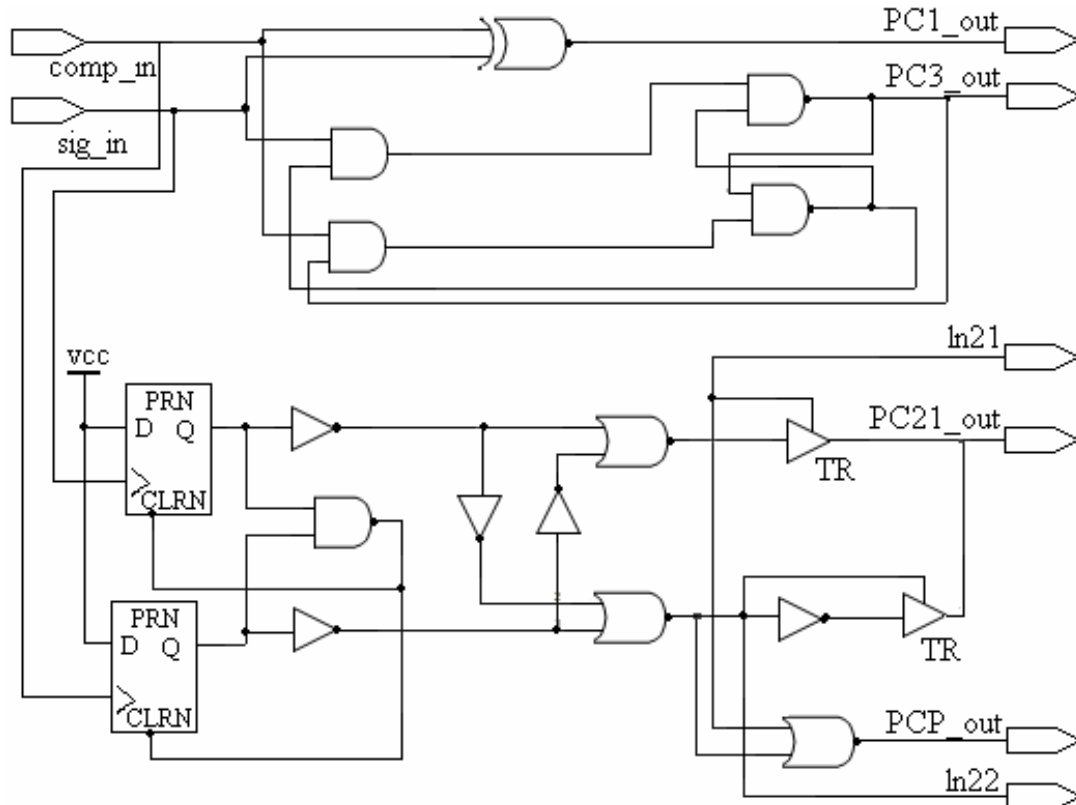 PC1_out
comp_in
PC3_out
sig_in
ln21
vcc
PRN
D Q
CLRN
PC21_out
TR
PRN
D Q
CLRN
TR
PCP_out
ln22